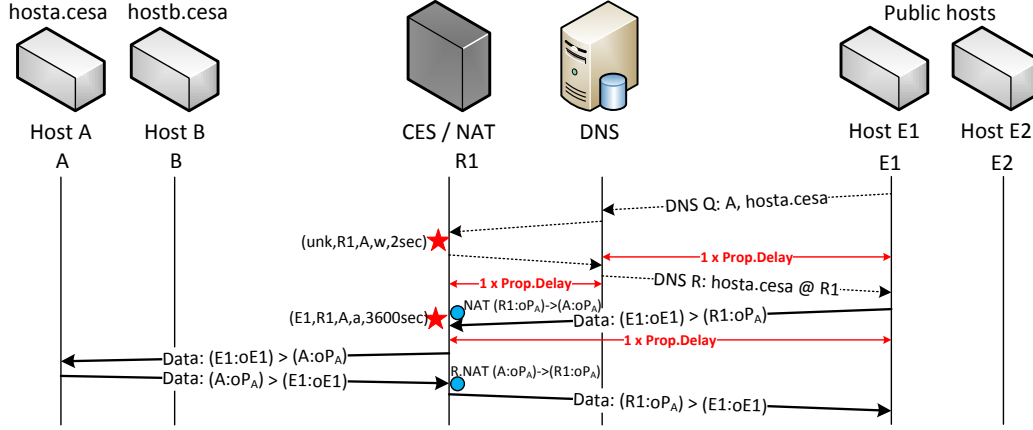 hosta.cesa
hostb.cesa
Public hosts
Host A
Host B
CES / NAT
DNS
Host E1
Host E2
A
B
R1
E1
E2
DNS Q: A, hosta.cesa
(unk,R1,A,w,2sec)
1 x Prop.Delay
1 x Prop.Delay
DNS R: hosta.cesa @ R1
NAT (R1:oPA)->(A:oPA)
(E1,R1,A,a,3600sec)
Data: (E1:oE1) > (R1:oPA)
1 x Prop.Delay
Data: (E1:oE1) > (A:oPA)
R.NAT (A:oPA)->(R1:oPA)
Data: (A:oPA) > (E1:oE1)
Data: (R1:oPA) > (E1:oE1)